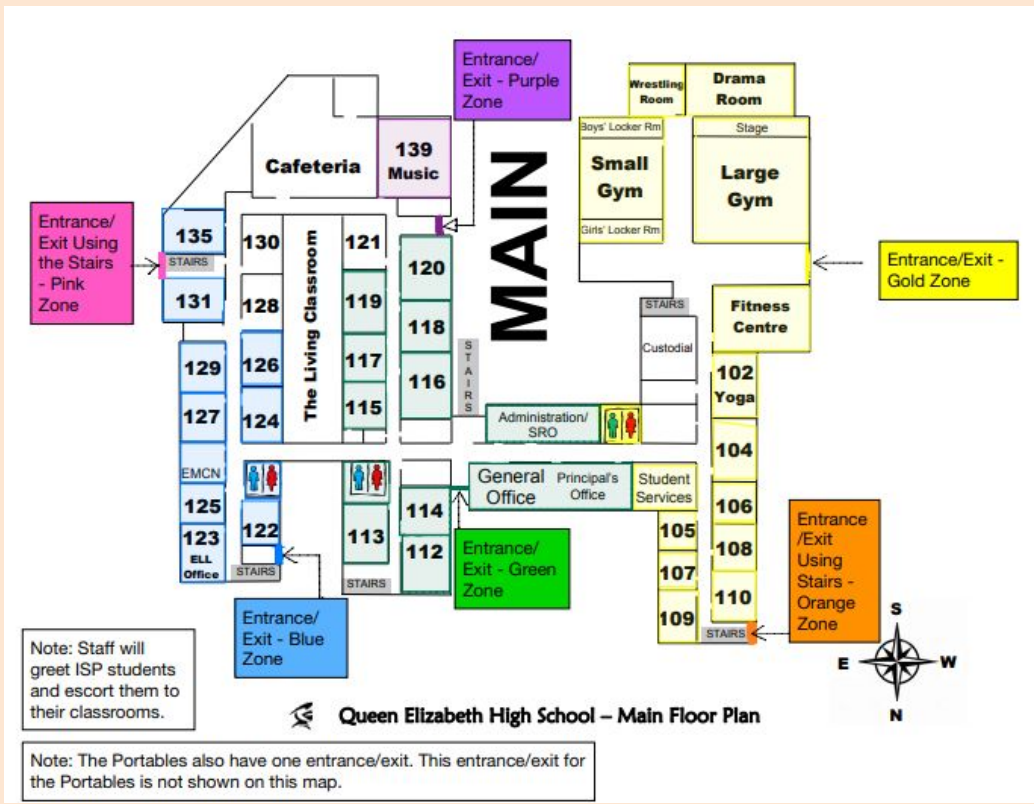 Entrance/
Exit - Purple
Zone
Wrestling
Room
Drama
Room
Boys' Locker Rm
Stage
Cafeteria
139
Music
MAIN
Small
Gym
Large
Gym
Girls' Locker Rm
Entrance/
Exit Using
the Stairs
- Pink
Zone
135
STAIRS
131
130
128
The Living Classroom
121
119
120
118
Entrance/Exit -
Gold Zone
STAIRS
Fitness
Centre
Custodial
129
126
117
116
STAIRS
102
Yoga
127
124
115
Administration/
SRO
104
EMCN
General
Office
Principal's
Office
Student
Services
125
122
113
114
106
105
123
ELL
Office
STAIRS
STAIRS
112
108
107
110
109
STAIRS
Entrance/
Exit - Green
Zone
Entrance
/Exit
Using
Stairs -
Orange
Zone
Entrance/
Exit - Blue
Zone
S
E
W
N
Note: Staff will
greet ISP students
and escort them to
their classrooms.
Queen Elizabeth High School – Main Floor Plan
Note: The Portables also have one entrance/exit. This entrance/exit for
the Portables is not shown on this map.